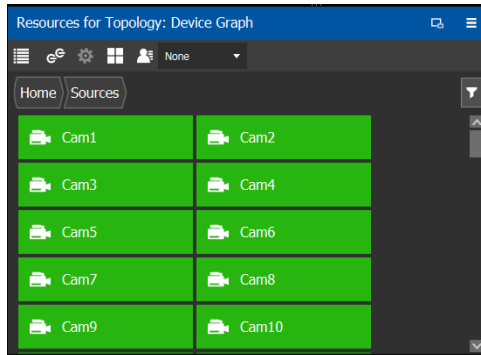 Resources for Topology: Device Graph
None
Home Sources
Cam1 Cam2
Cam3 Cam4
Cam5 Cam6
Cam7 Cam8
Cam9 Cam10